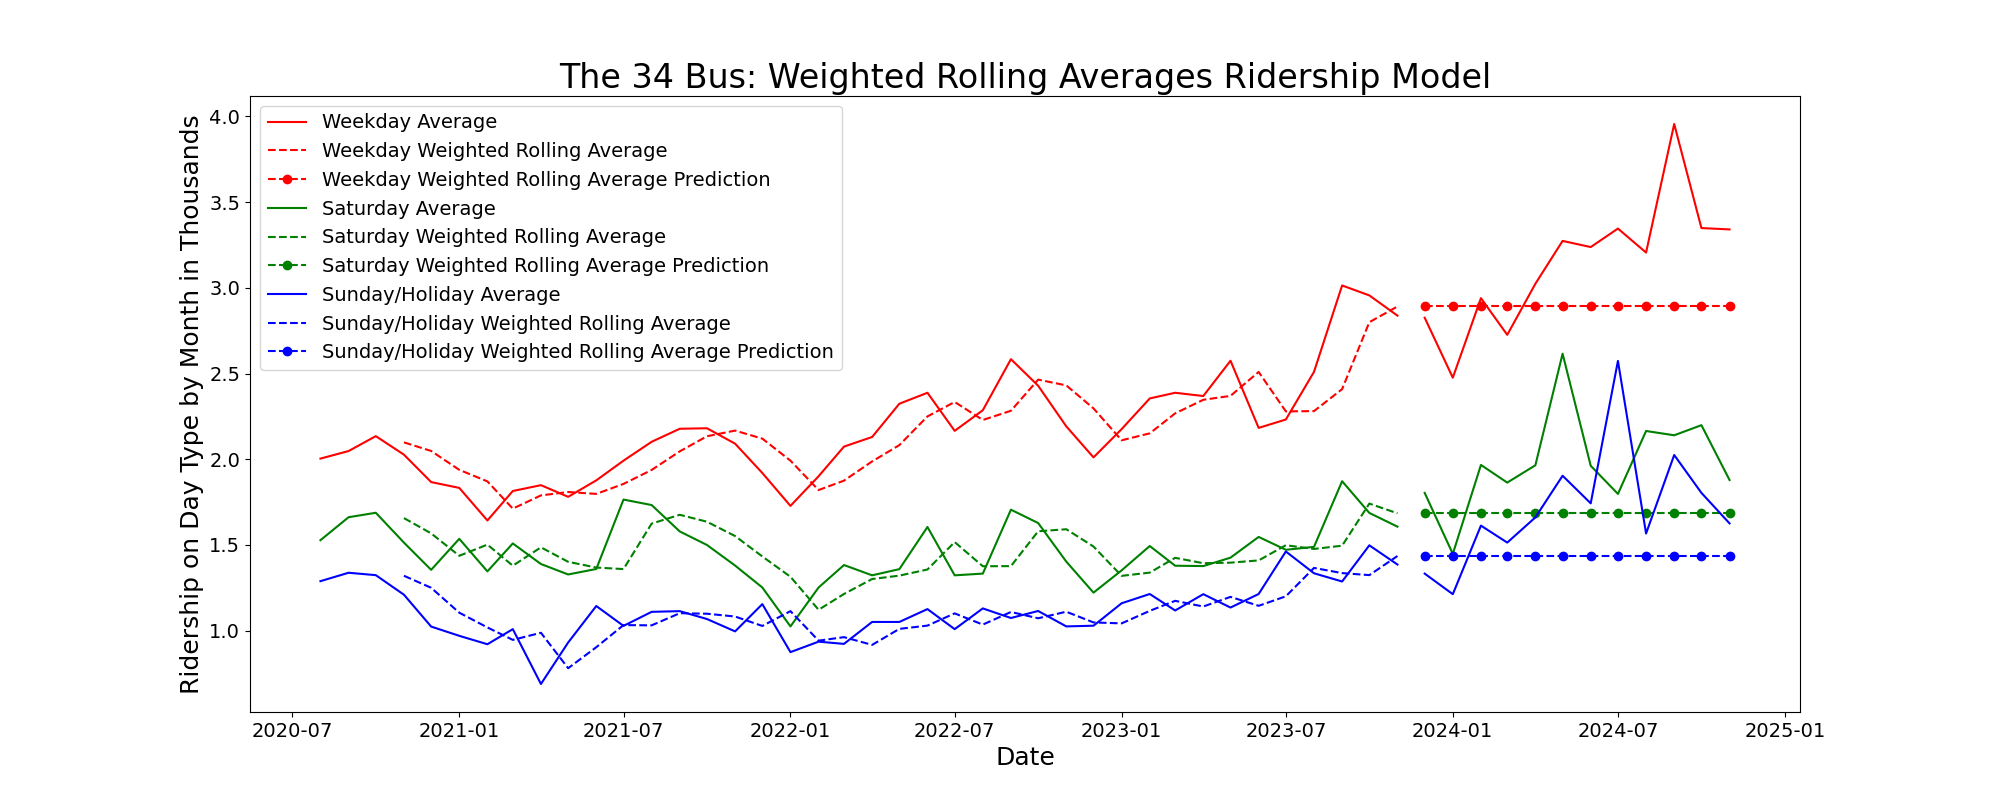 The 34 Bus: Weighted Rolling Averages Ridership Model
Ridership on Day Type by Month in Thousands
4.0
3.5
3.0
2.5
2.0
1.5
1.0
Weekday Average
Weekday Weighted Rolling Average
Weekday Weighted Rolling Average Prediction
Saturday Average
Saturday Weighted Rolling Average
Saturday Weighted Rolling Average Prediction
Sunday/Holiday Average
Sunday/Holiday Weighted Rolling Average
Sunday/Holiday Weighted Rolling Average Prediction
2020-07 2021-01 2021-07 2022-01 2022-07 2023-01 2023-07 2024-01 2024-07 2025-01
Date